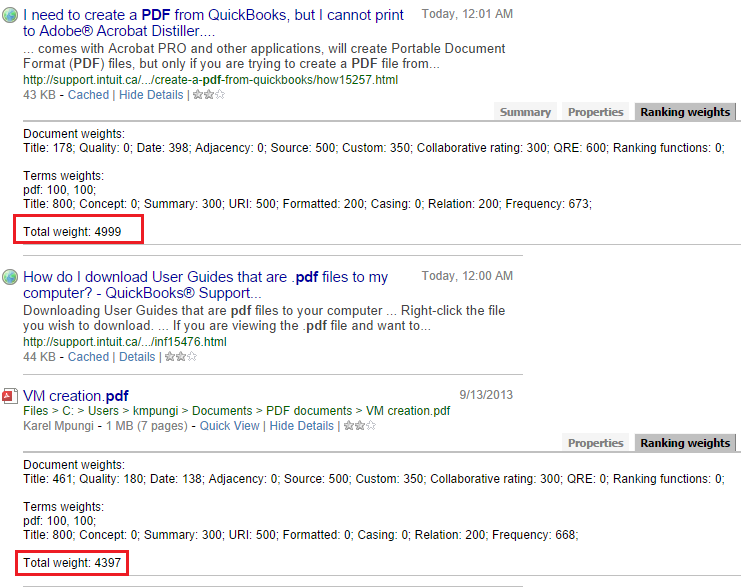 I need to create a PDF from QuickBooks, but I cannot print Today, 12:01 AM
to Adobe® Acrobat Distiller....
... comes with Acrobat PRO and other applications, will create Portable Document
Format (PDF) files, but only if you are trying to create a PDF file from...
http://support.intuit.ca/.../create-a-pdf-from-quickbooks/how15257.html
43 KB - Cached | Hide Details |
Summary Properties Ranking weights
Document weights:
Title: 178; Quality: 0; Date: 398; Adjacency: 0; Source: 500; Custom: 350; Collaborative rating: 300; QRE: 600; Ranking functions: 0;
Terms weights:
pdf: 100, 100;
Title: 800; Concept: 0; Summary: 300; URI: 500; Formatted: 200; Casing: 0; Relation: 200; Frequency: 673;
Total weight: 4999
How do I download User Guides that are .pdf files to my Today, 12:00 AM
computer? - QuickBooks® Support...
Downloading User Guides that are pdf files to your computer ... Right-click the file
you wish to download. ... If you are viewing the .pdf file and want to...
http://support.intuit.ca/.../inf15476.html
44 KB - Cached | Details |
VM creation.pdf 9/13/2013
Files > C: > Users > kmpungi > Documents > PDF documents > VM creation.pdf
Karel Mpungi - 1 MB (7 pages) - Quick View | Hide Details |
Properties Ranking weights
Document weights:
Title: 461; Quality: 180; Date: 138; Adjacency: 0; Source: 500; Custom: 350; Collaborative rating: 300; QRE: 0; Ranking functions: 0;
Terms weights:
pdf: 100, 100;
Title: 800; Concept: 0; Summary: 300; URI: 500; Formatted: 0; Casing: 0; Relation: 200; Frequency: 668;
Total weight: 4397